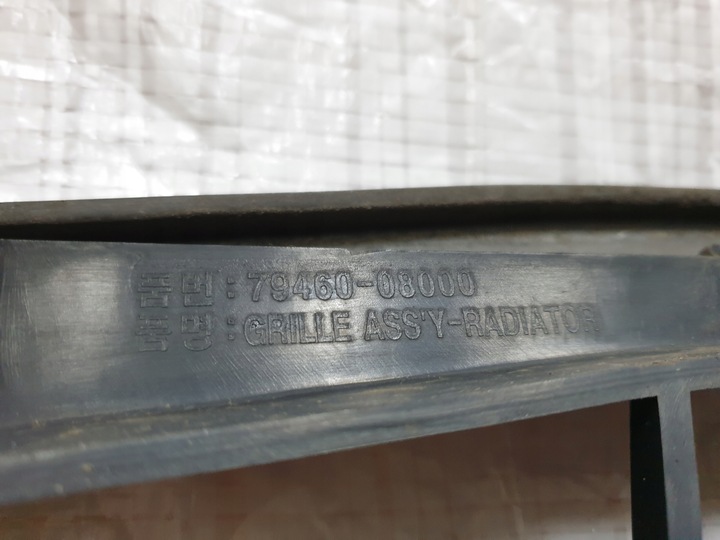 품번 : 79460-08000
품명 : GRILLE ASS'Y-RADIATOR